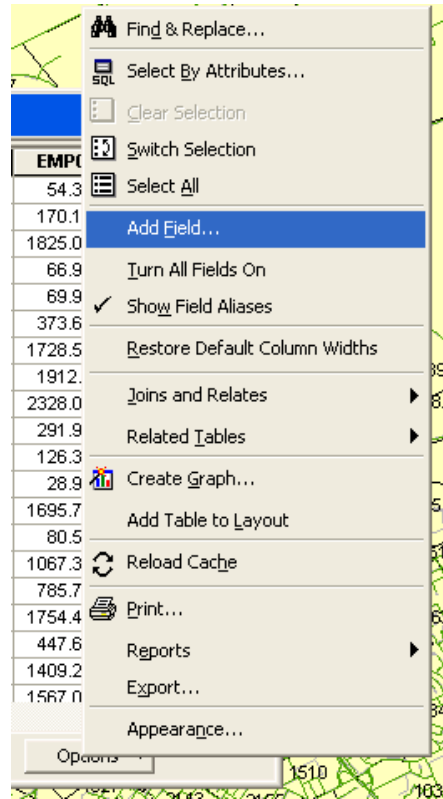 Find & Replace...
SQL Select By Attributes...
Clear Selection
Switch Selection
Select All
Add Field...
Turn All Fields On
Show Field Aliases
Restore Default Column Widths
Joins and Relates
Related Tables
Create Graph...
Add Table to Layout
Reload Cache
Print...
Reports
Export...
Appearance...
54.3
170.1
1825.0
66.9
69.9
373.6
1728.5
1912.
2328.0
291.9
126.3
28.9
1695.7
80.5
1067.3
785.7
1754.4
447.6
1409.2
1567.0
Options
1510
103